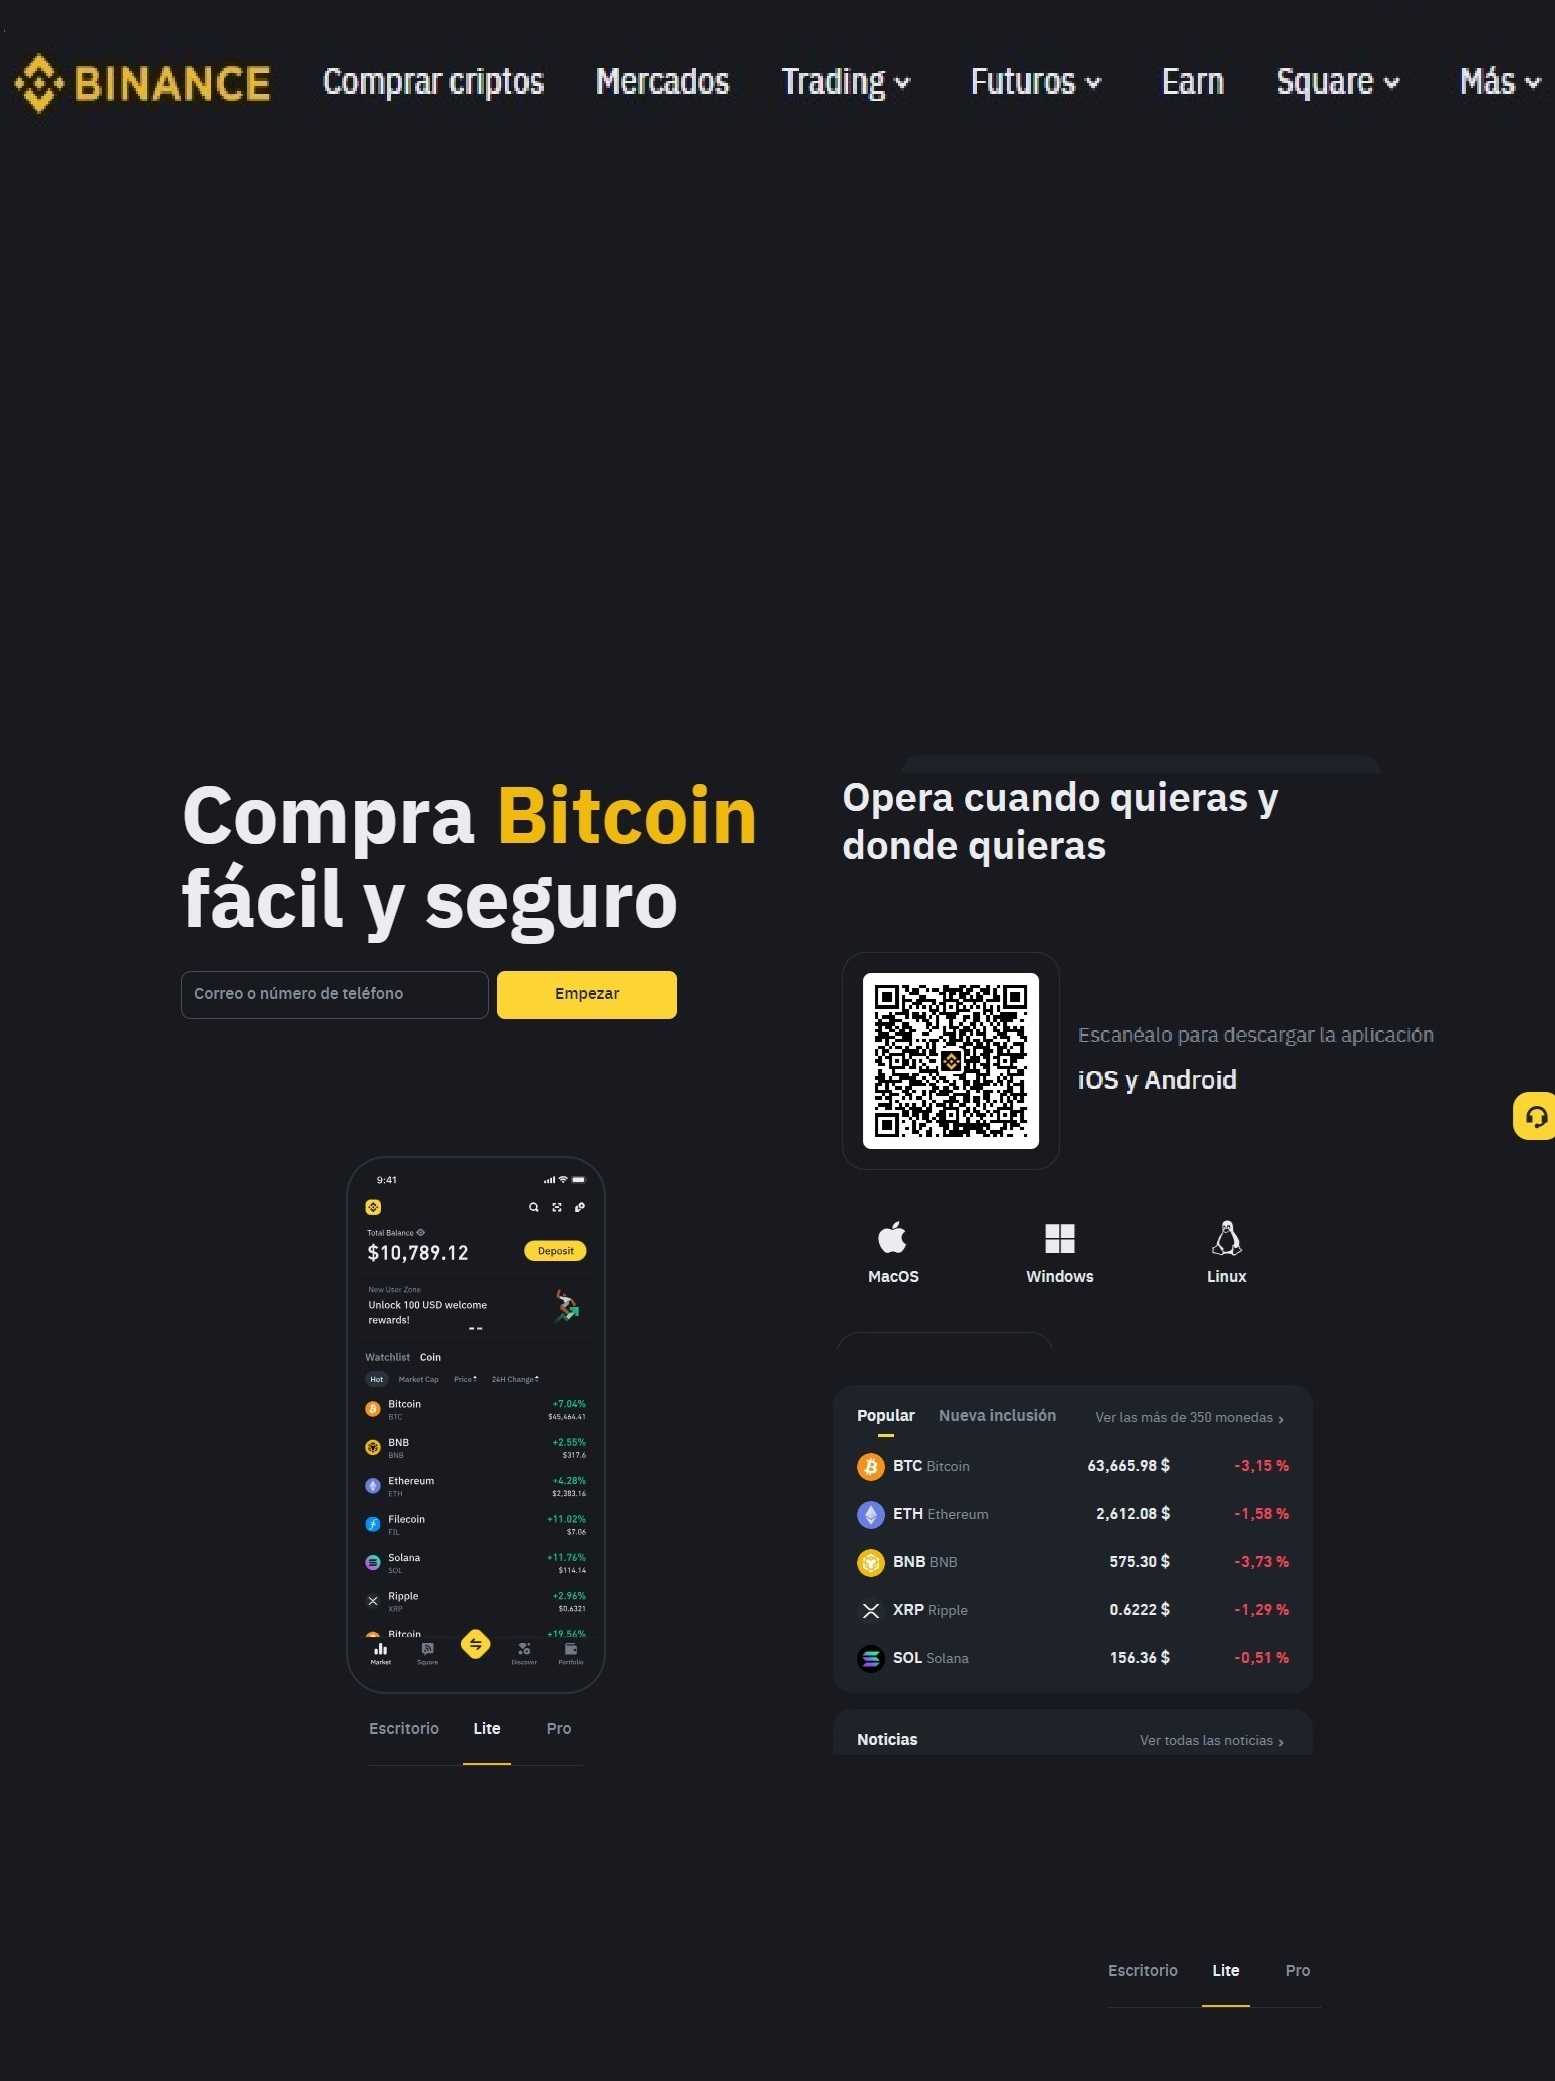 BINANCE Comprar criptos Mercados Trading Futuros Earn Square Más
Compra Bitcoin
fácil y seguro
Correo o número de teléfono Empezar
Opera cuando quieras y
donde quieras
Escanéalo para descargar la aplicación
iOS y Android
MacOS Windows Linux
9:41
Total Balance
$10,789.12 Deposit
New User Zone
Unlock 100 USD welcome
rewards!
Watchlist Coin
Hot Market Cap Price 24H Change
Bitcoin +7.04%
BTC $45,464.41
BNB +2.55%
BNB $317.6
Ethereum +4.28%
ETH $2,383.16
Filecoin +11.02%
FIL $7.06
Solana +11.76%
SOL $114.14
Ripple +2.96%
XRP $0.6321
Bitcoin +19.56%
Market Square Discover Portfolio
Escritorio Lite Pro
Popular Nueva inclusión Ver las más de 350 monedas
BTC Bitcoin 63,665.98 $ -3,15 %
ETH Ethereum 2,612.08 $ -1,58 %
BNB BNB 575.30 $ -3,73 %
XRP Ripple 0.6222 $ -1,29 %
SOL Solana 156.36 $ -0,51 %
Noticias Ver todas las noticias
Escritorio Lite Pro